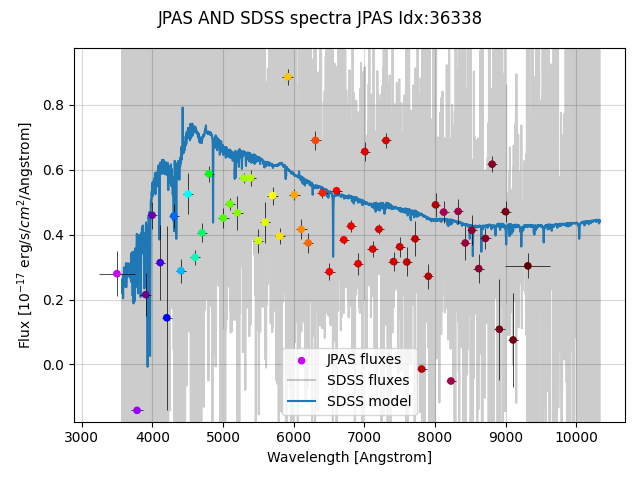 JPAS AND SDSS spectra JPAS Idx:36338
Flux [10⁻¹⁷ erg/s/cm²/Angstrom]
0.8
0.6
0.4
0.2
0.0
JPAS fluxes
SDSS fluxes
SDSS model
3000 4000 5000 6000 7000 8000 9000 10000
Wavelength [Angstrom]